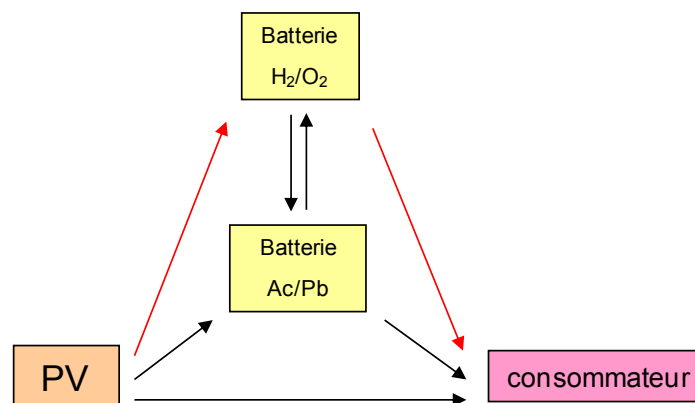 Batterie
H₂/O₂
Batterie
Ac/Pb
PV
consommateur